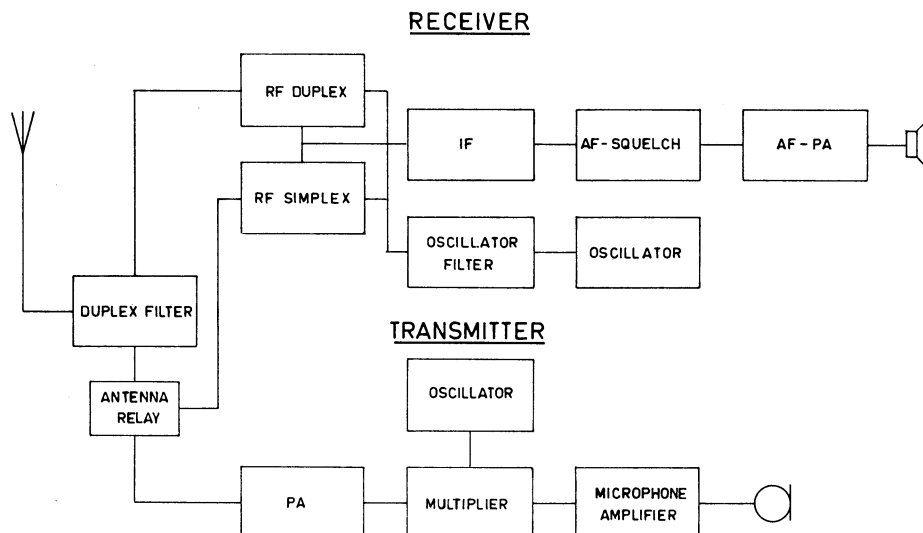 RECEIVER
RF DUPLEX
IF
AF-SQUELCH
AF-PA
RF SIMPLEX
OSCILLATOR
FILTER
OSCILLATOR
DUPLEX FILTER
TRANSMITTER
ANTENNA
RELAY
OSCILLATOR
PA
MULTIPLIER
MICROPHONE
AMPLIFIER